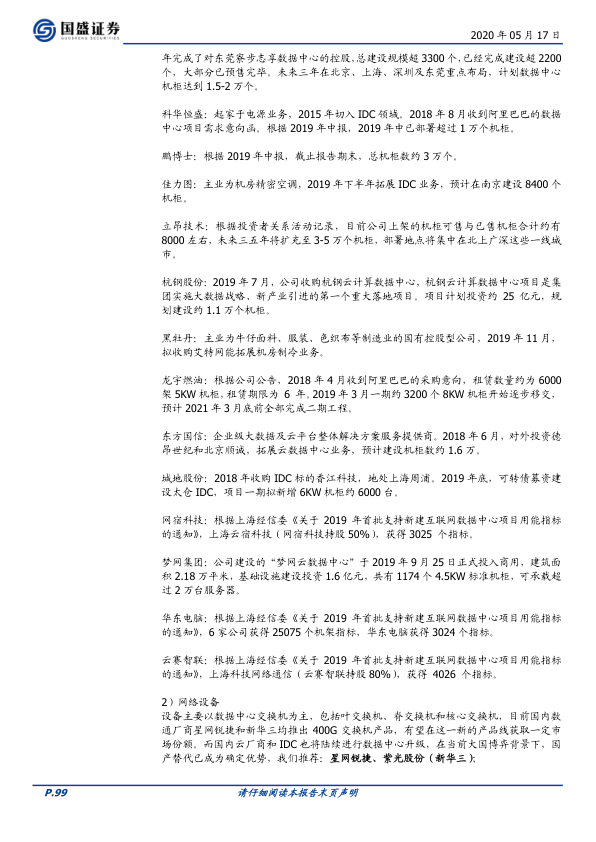 国盛证券
GUOSHENG SECURITIES
2020 年 05 月 17 日
年完成了对东莞寮步志享数据中心的控股，总建设规模超 3300 个，已经完成建设超 2200
个，大部分已预售完毕。未来三年在北京、上海、深圳及东莞重点布局，计划数据中心
机柜达到 1.5-2 万个。
科华恒盛：起家于电源业务，2015 年切入 IDC 领域。2018 年 8 月收到阿里巴巴的数据
中心项目需求意向函。根据 2019 年中报，2019 年中已部署超过 1 万个机柜。
鹏博士：根据 2019 年中报，截止报告期末，总机柜数约 3 万个。
佳力图：主业为机房精密空调，2019 年下半年拓展 IDC 业务，预计在南京建设 8400 个
机柜。
立昂技术：根据投资者关系活动记录，目前公司上架的机柜可售与已售机柜合计约有
8000 左右，未来三五年将扩充至 3-5 万个机柜，部署地点将集中在北上广深这些一线城
市。
杭钢股份：2019 年 7 月，公司收购杭钢云计算数据中心，杭钢云计算数据中心项目是集
团实施大数据战略、新产业引进的第一个重大落地项目。项目计划投资约 25 亿元，规
划建设约 1.1 万个机柜。
黑牡丹：主业为牛仔面料、服装、色织布等制造业的国有控股型公司，2019 年 11 月，
拟收购艾特网能拓展机房制冷业务。
龙宇燃油：根据公司公告，2018 年 4 月收到阿里巴巴的采购意向，租赁数量约为 6000
架 5KW 机柜，租赁期限为 6 年。2019 年 3 月一期约 3200 个 8KW 机柜开始逐步移交，
预计 2021 年 3 月底前全部完成二期工程。
东方国信：企业级大数据及云平台整体解决方案服务提供商。2018 年 6 月，对外投资德
昂世纪和北京顺诚，拓展云数据中心业务，预计建设机柜数约 1.6 万。
城地股份：2018 年收购 IDC 标的香江科技，地处上海周浦。2019 年底，可转债募资建
设太仓 IDC，项目一期拟新增 6KW 机柜约 6000 台。
网宿科技：根据上海经信委《关于 2019 年首批支持新建互联网数据中心项目用能指标
的通知》，上海云宿科技（网宿科技持股 50%），获得 3025 个指标。
梦网集团：公司建设的“梦网云数据中心”于 2019 年 9 月 25 日正式投入商用，建筑面
积 2.18 万平米，基础设施建设投资 1.6 亿元，共有 1174 个 4.5KW 标准机柜，可承载超
过 2 万台服务器。
华东电脑：根据上海经信委《关于 2019 年首批支持新建互联网数据中心项目用能指标
的通知》，6 家公司获得 25075 个机架指标，华东电脑获得 3024 个指标。
云赛智联：根据上海经信委《关于 2019 年首批支持新建互联网数据中心项目用能指标
的通知》，上海科技网络通信（云赛智联持股 80%），获得 4026 个指标。
2）网络设备
设备主要以数据中心交换机为主，包括叶交换机、脊交换机和核心交换机，目前国内数
通厂商星网锐捷和新华三均推出 400G 交换机产品，有望在这一新的产品线获取一定市
场份额。而国内云厂商和 IDC 也将陆续进行数据中心升级，在当前大国博弈背景下，国
产替代已成为确定优势，我们推荐：星网锐捷、紫光股份（新华三）；
P.99
请仔细阅读本报告末页声明